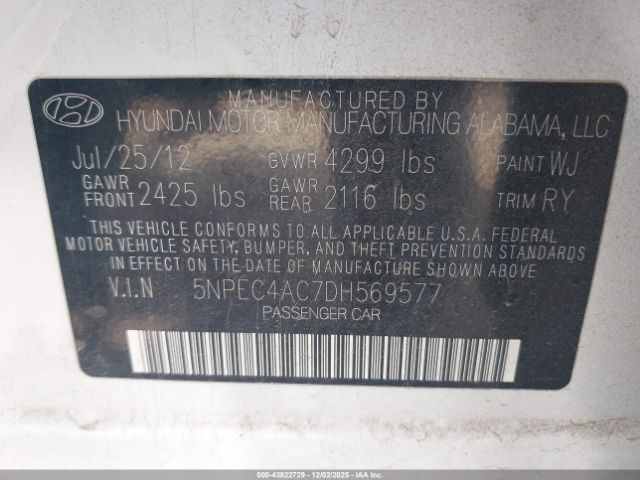 MANUFACTURED BY
HYUNDAI MOTOR MANUFACTURING ALABAMA, LLC
Jul/25/12 GVWR 4299 lbs PAINT WJ
GAWR FRONT 2425 lbs GAWR REAR 2116 lbs TRIM RY
THIS VEHICLE CONFORMS TO ALL APPLICABLE U.S.A. FEDERAL
MOTOR VEHICLE SAFETY, BUMPER, AND THEFT PREVENTION STANDARDS
IN EFFECT ON THE DATE OF MANUFACTURE SHOWN ABOVE
V.I.N 5NPEC4AC7DH569577
PASSENGER CAR
000-43822729 - 12/02/2025 - COPYRIGHT IAA, LLC.